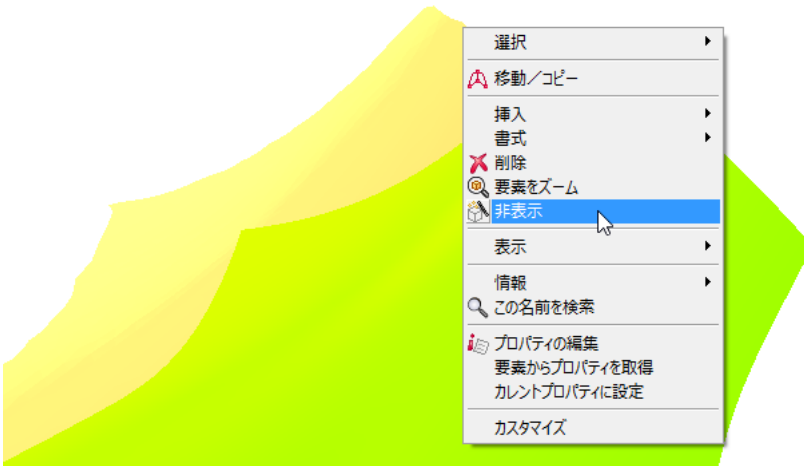 選択
移動／コピー
挿入
書式
削除
要素をズーム
非表示
表示
情報
この名前を検索
プロパティの編集
要素からプロパティを取得
カレントプロパティに設定
カスタマイズ